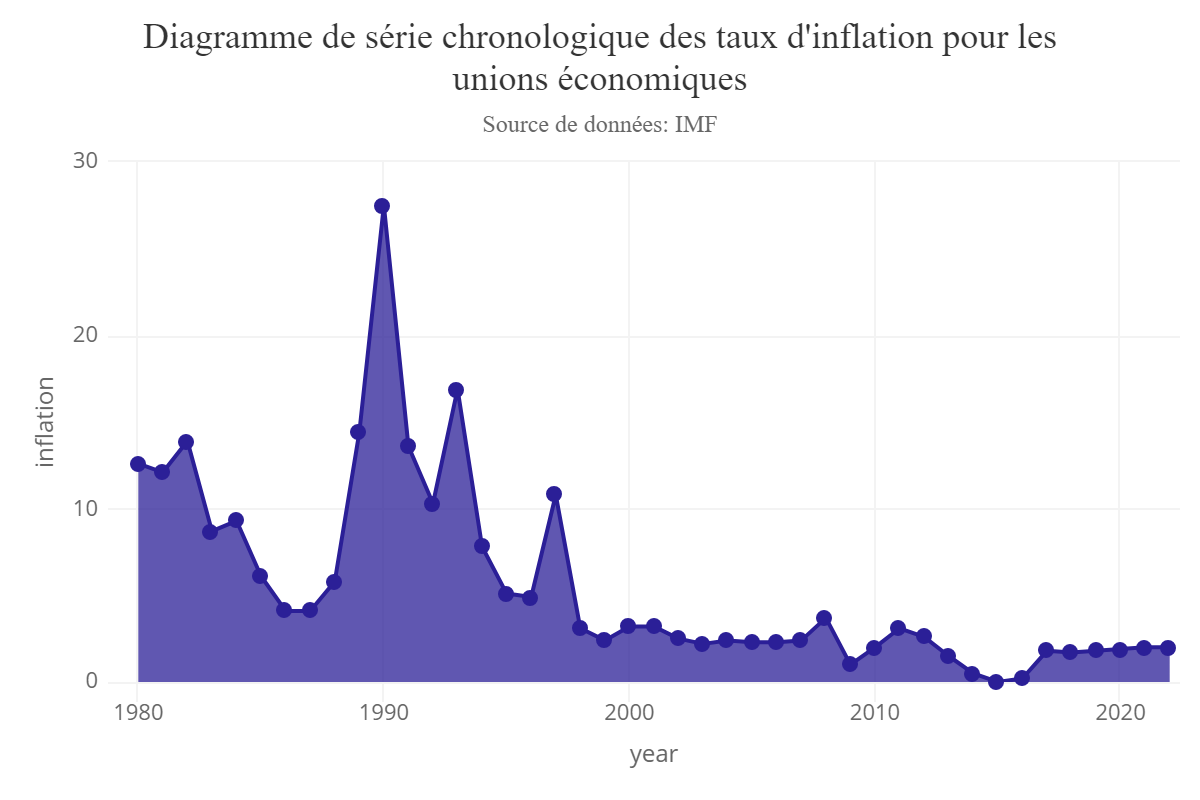 Diagramme de série chronologique des taux d'inflation pour les
unions économiques
Source de données: IMF
30
20
10
0
inflation
1980
1990
2000
2010
2020
year